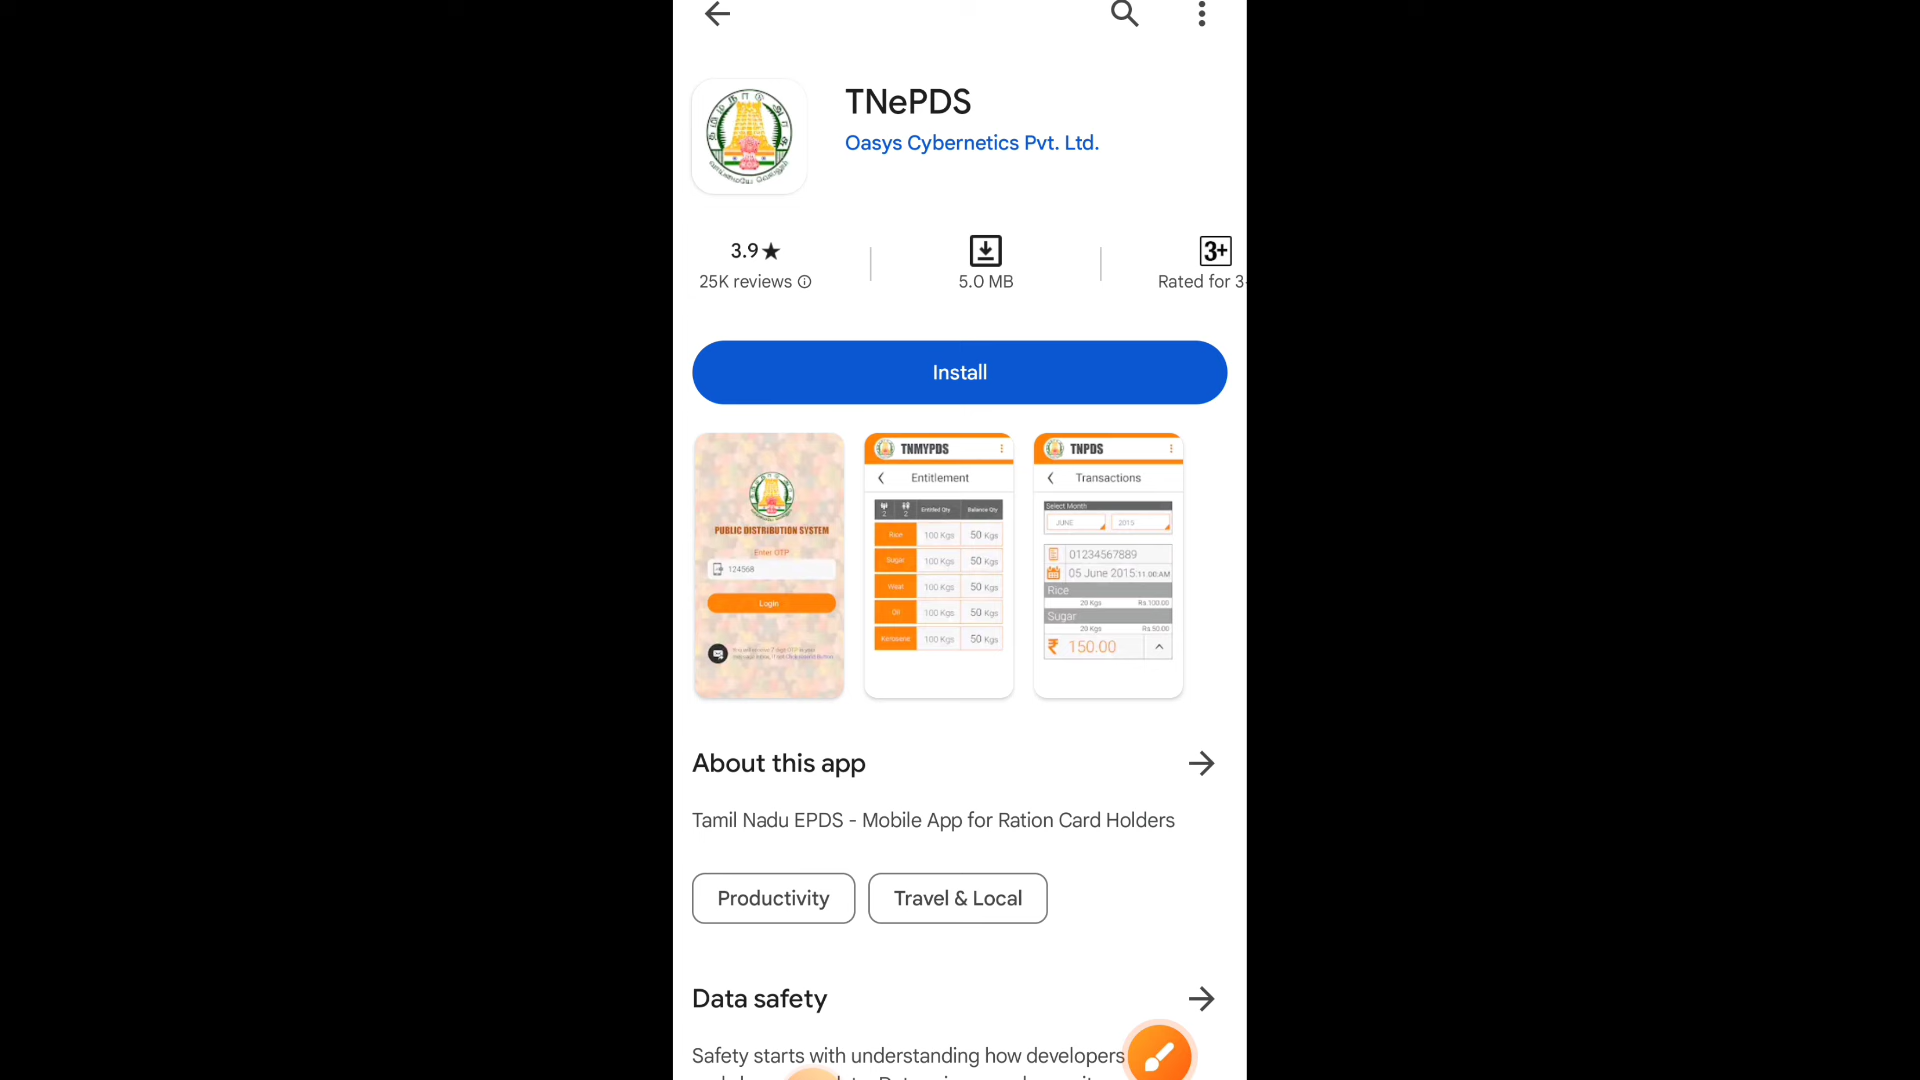 TNePDS
Oasys Cybernetics Pvt. Ltd.
3.9★
25K reviews
5.0 MB
3+
Rated for 3
Install
PUBLIC DISTRIBUTION SYSTEM
Enter OTP
124568
Login
TNMYPDS
Entitlement
2 2 Entitled Qty Balance Qty
Rice 100 Kgs 50 Kgs
Sugar 100 Kgs 50 Kgs
Weat 100 Kgs 50 Kgs
Oil 100 Kgs 50 Kgs
Kerosene 100 Kgs 50 Kgs
TNPDS
Transactions
Select Month
JUNE 2015
01234567889
05 June 2015:11.00:AM
Rice
20 Kgs Rs.100.00
Sugar
20 Kgs Rs.50.00
₹ 150.00
About this app
Tamil Nadu EPDS - Mobile App for Ration Card Holders
Productivity
Travel & Local
Data safety
Safety starts with understanding how developers